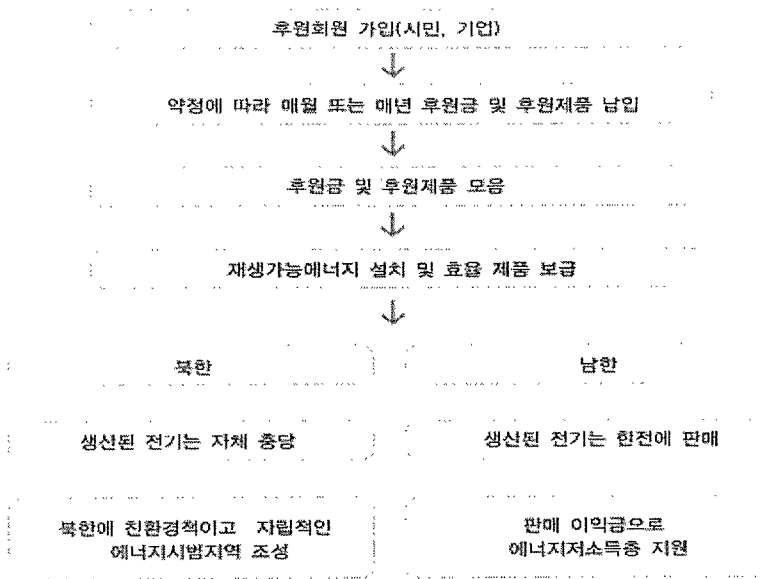 후원회원 가입(시민, 기업)
약정에 따라 매월 또는 매년 후원금 및 후원제품 납입
후원금 및 후원제품 모음
재생가능에너지 설치 및 효율 제품 보급
북한
남한
생산된 전기는 자체 충당
생산된 전기는 한전에 판매
북한에 친환경적이고 자립적인
에너지시범지역 조성
판매 이익금으로
에너지저소득층 지원